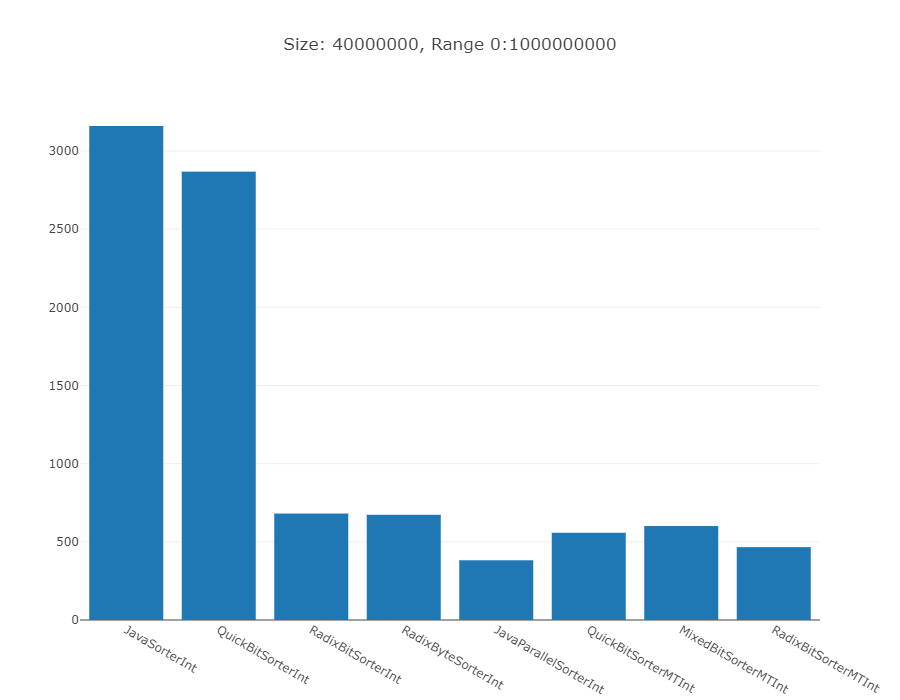 Size: 40000000, Range 0:1000000000
3000
2500
2000
1500
1000
500
0
JavaSorterInt
QuickBitSorterInt
RadixBitSorterInt
RadixByteSorterInt
JavaParallelSorterInt
QuickBitSorterMTInt
MixedBitSorterMTInt
RadixBitSorterMTInt